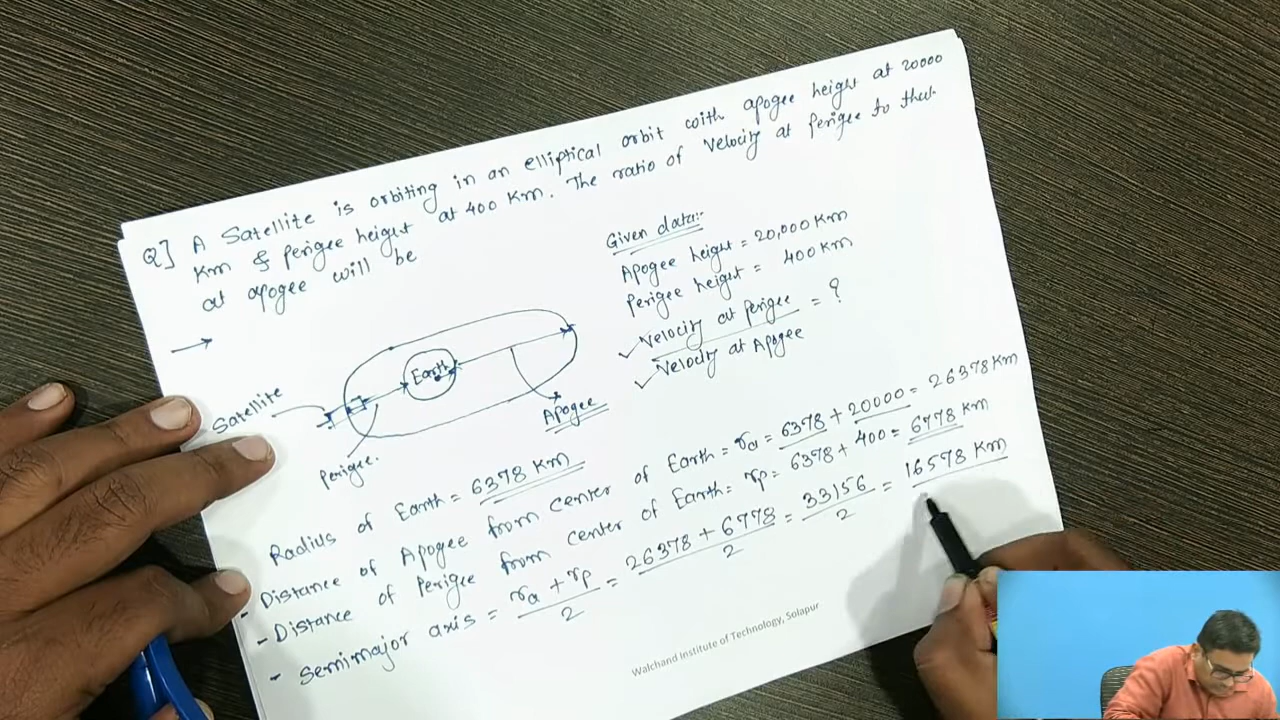 Q] A Satellite is orbiting in an elliptical orbit with apogee height at 20000
Km & perigee height at 400 Km. The ratio of velocity at perigee to that
at apogee will be
Given data:-
Apogee height = 20,000 Km
Perigee height = 400 Km
Velocity at perigee = ?
Velocity at Apogee
Earth
Satellite
Perigee.
Apogee
Radius of Earth = 6378 Km
- Distance of Apogee from center of Earth = ra = 6378 + 20000 = 26378 Km
- Distance of Perigee from center of Earth = rp = 6378 + 400 = 6778 Km
- Semimajor axis = ra + rp / 2 = 26378 + 6778 / 2 = 33156 / 2 = 16578 Km
Walchand Institute of Technology, Solapur